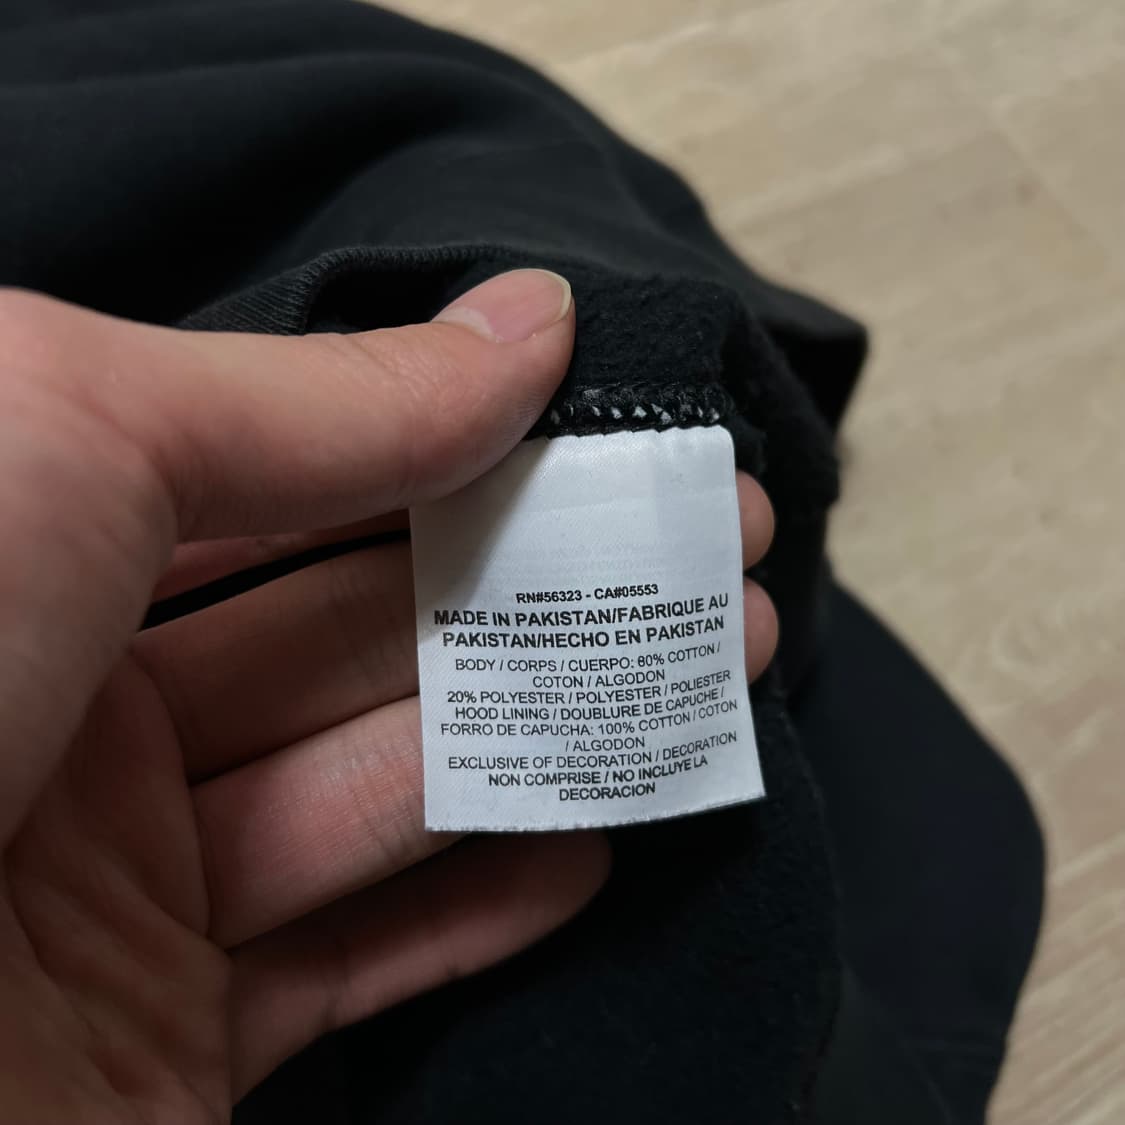 RN#56323 - CA#05553
MADE IN PAKISTAN/FABRIQUE AU
PAKISTAN/HECHO EN PAKISTAN
BODY / CORPS / CUERPO: 80% COTTON /
COTON / ALGODON
20% POLYESTER / POLYESTER / POLIESTER
HOOD LINING / DOUBLURE DE CAPUCHE /
FORRO DE CAPUCHA: 100% COTTON / COTON
/ ALGODON
EXCLUSIVE OF DECORATION / DECORATION
NON COMPRISE / NO INCLUYE LA
DECORACION